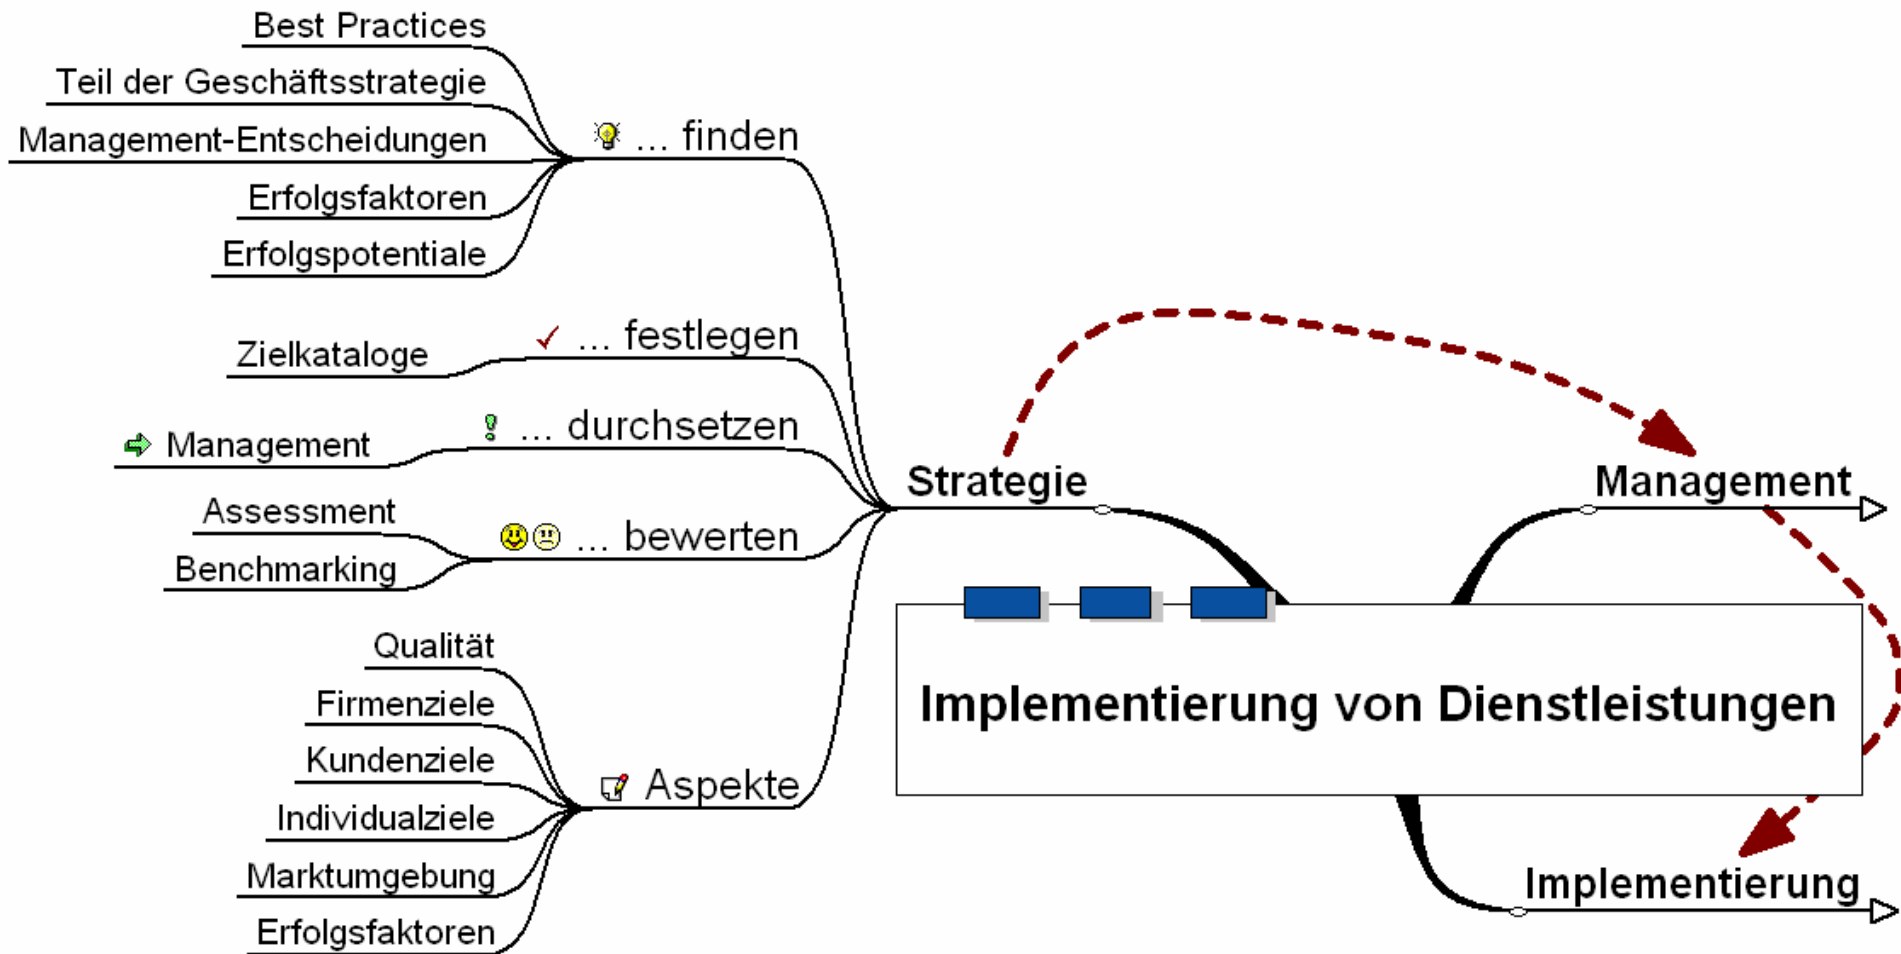 Best Practices
Teil der Geschäftsstrategie
Management-Entscheidungen
Erfolgsfaktoren
Erfolgspotentiale
... finden
Zielkataloge
... festlegen
Management
... durchsetzen
Assessment
Benchmarking
... bewerten
Qualität
Firmenziele
Kundenziele
Individualziele
Marktumgebung
Erfolgsfaktoren
Aspekte
Strategie
Management
Implementierung von Dienstleistungen
Implementierung